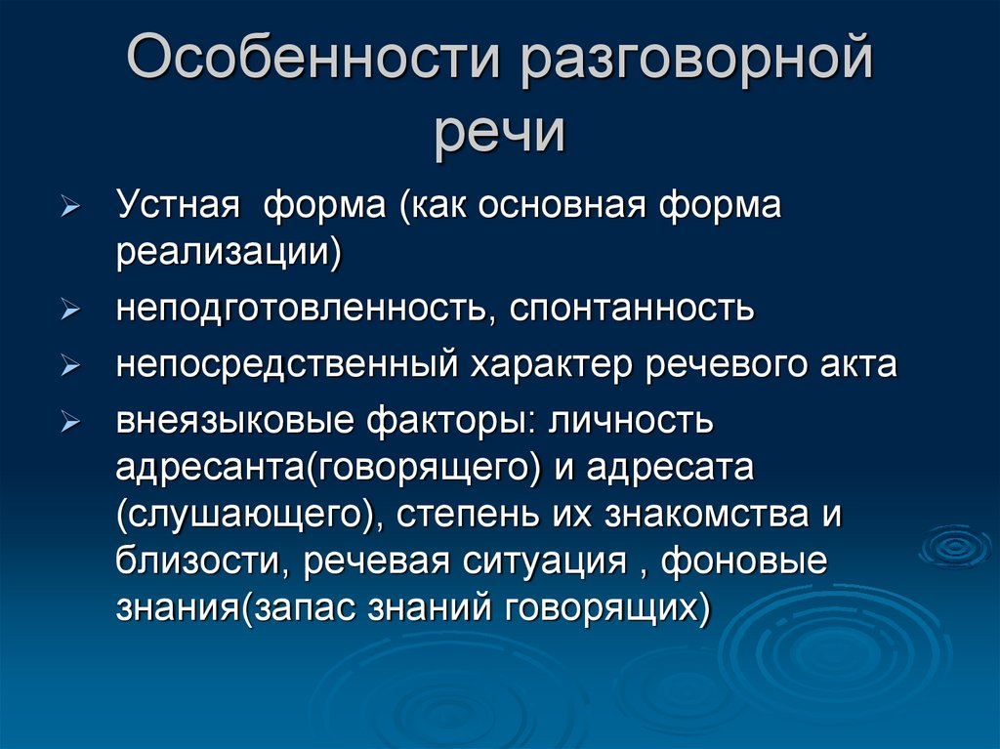 Особенности разговорной
речи
Устная  форма (как основная форма
реализации)
неподготовленность, спонтанность
непосредственный характер речевого акта
внеязыковые факторы: личность
адресанта(говорящего) и адресата
(слушающего), степень их знакомства и
близости, речевая ситуация , фоновые
знания(запас знаний говорящих)